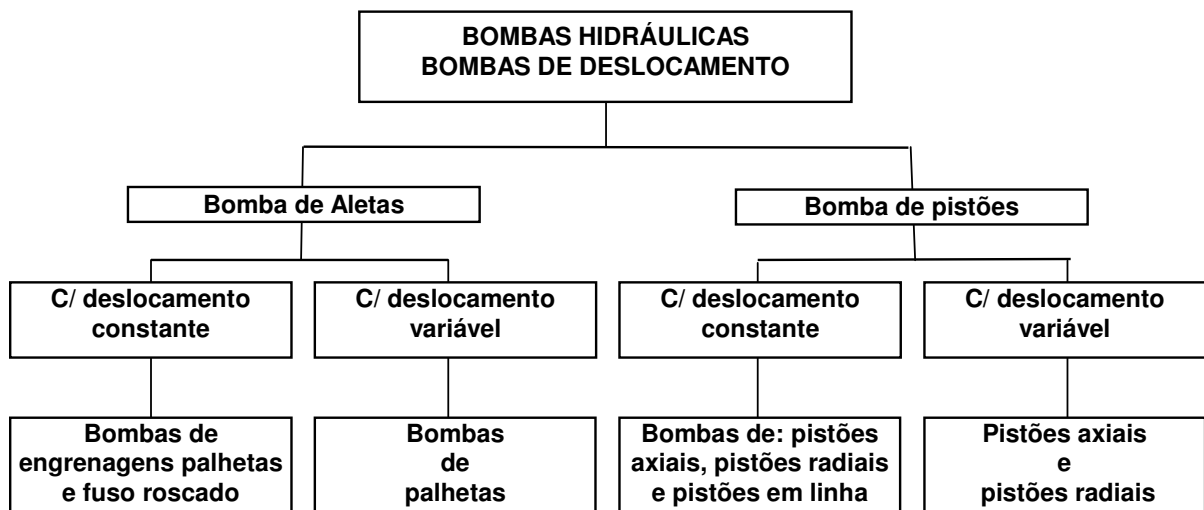 BOMBAS HIDRÁULICAS
BOMBAS DE DESLOCAMENTO
Bomba de Aletas
Bomba de pistões
C/ deslocamento
constante
C/ deslocamento
variável
C/ deslocamento
constante
C/ deslocamento
variável
Bombas de
engrenagens palhetas
e fuso roscado
Bombas
de
palhetas
Bombas de: pistões
axiais, pistões radiais
e pistões em linha
Pistões axiais
e
pistões radiais